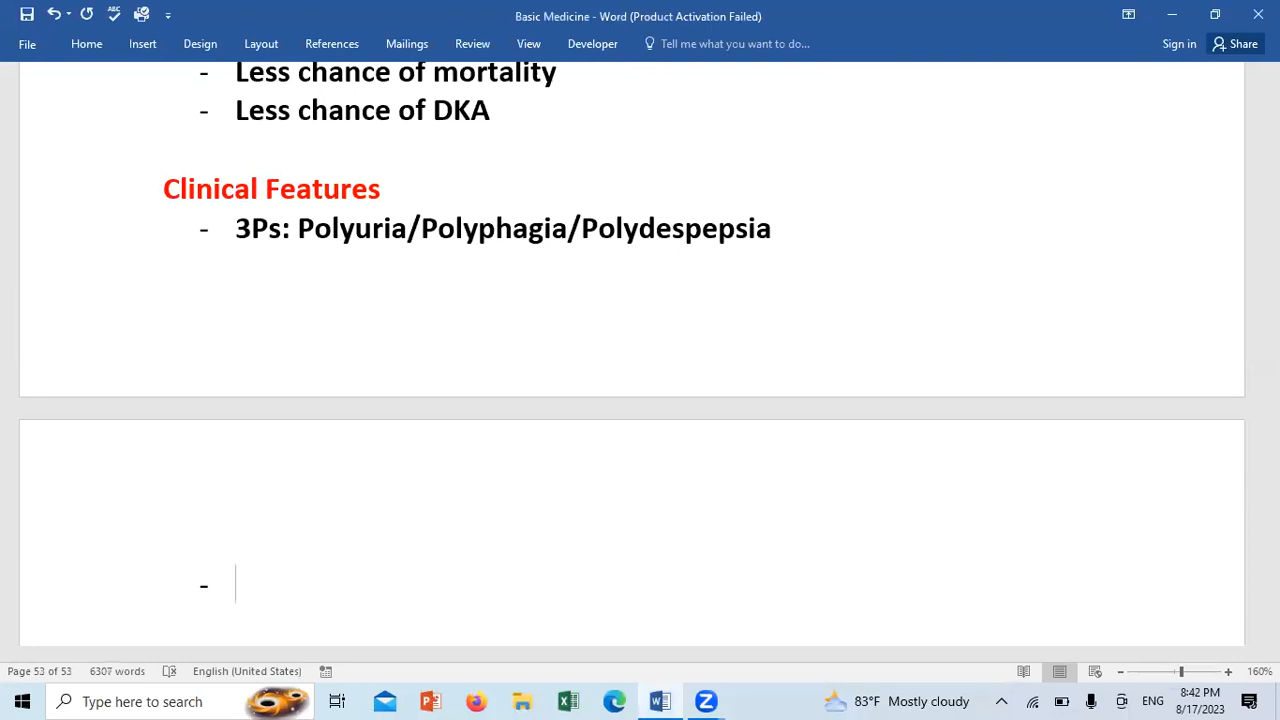 Basic Medicine - Word (Product Activation Failed)
File Home Insert Design Layout References Mailings Review View Developer Tell me what you want to do... Sign in Share
- Less chance of mortality
- Less chance of DKA
Clinical Features
- 3Ps: Polyuria/Polyphagia/Polydespepsia
-
Page 53 of 53 6307 words English (United States) 160%
Type here to search 83°F Mostly cloudy ENG 8:42 PM
8/17/2023